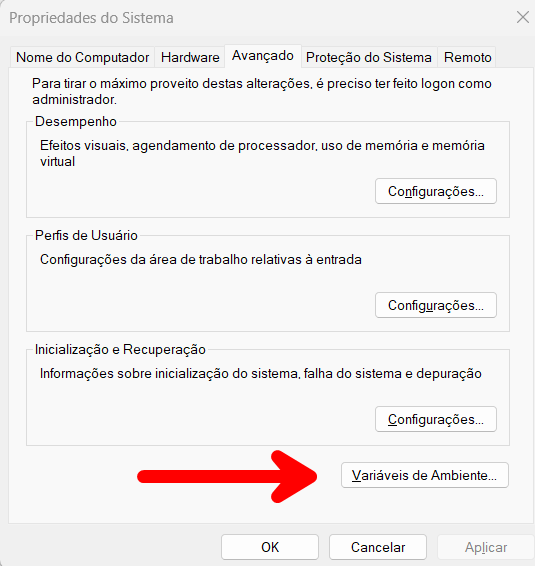 Propriedades do Sistema
Nome do Computador Hardware Avançado Proteção do Sistema Remoto
Para tirar o máximo proveito destas alterações, é preciso ter feito logon como
administrador.
Desempenho
Efeitos visuais, agendamento de processador, uso de memória e memória
virtual
Configurações...
Perfis de Usuário
Configurações da área de trabalho relativas à entrada
Configurações...
Inicialização e Recuperação
Informações sobre inicialização do sistema, falha do sistema e depuração
Configurações...
Variáveis de Ambiente...
OK Cancelar Aplicar